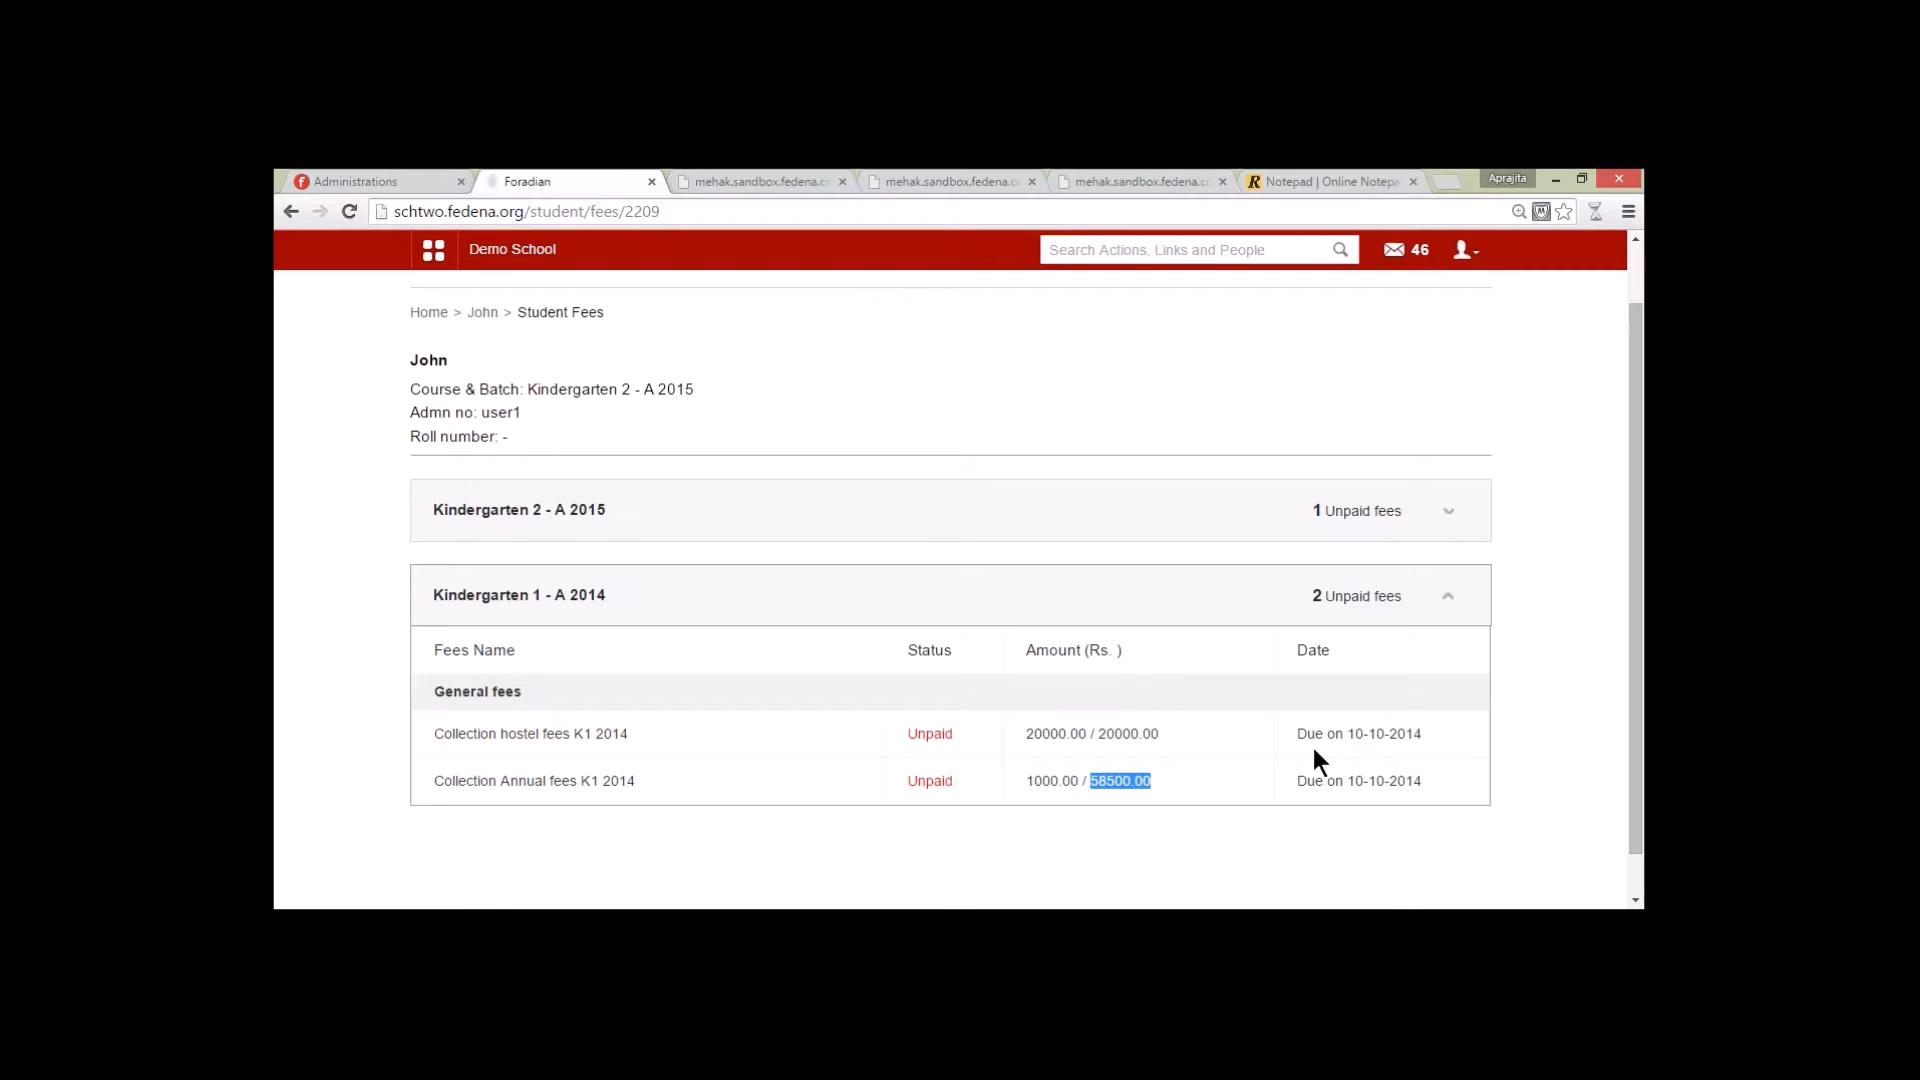 Administrations
Foradian
mehak.sandbox.fedena.co
mehak.sandbox.fedena.co
mehak.sandbox.fedena.co
Notepad | Online Notepa
Aprajita
schtwo.fedena.org/student/fees/2209
Demo School
Search Actions, Links and People
46
Home > John > Student Fees
John
Course & Batch: Kindergarten 2 - A 2015
Admn no: user1
Roll number: -
Kindergarten 2 - A 2015 1 Unpaid fees
Kindergarten 1 - A 2014 2 Unpaid fees
Fees Name Status Amount (Rs. ) Date
General fees
Collection hostel fees K1 2014 Unpaid 20000.00 / 20000.00 Due on 10-10-2014
Collection Annual fees K1 2014 Unpaid 1000.00 / 58500.00 Due on 10-10-2014